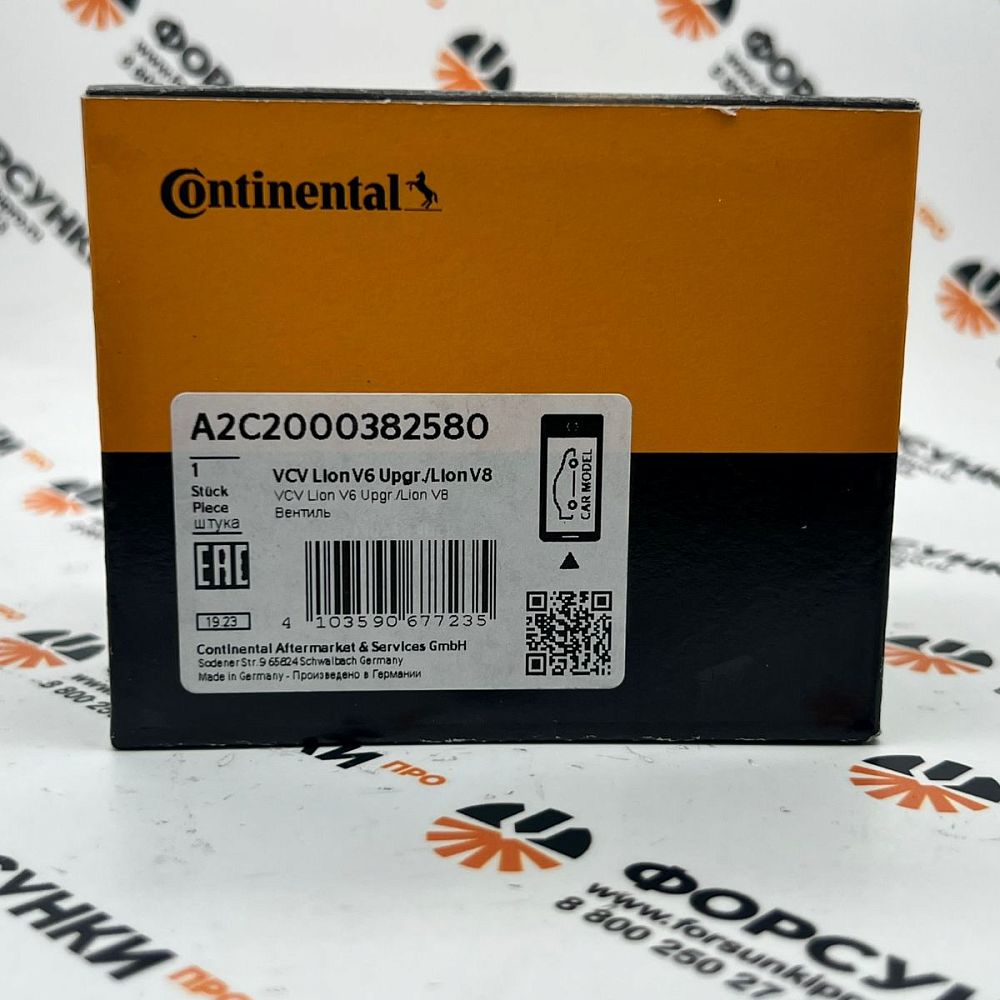 Continental
A2C2000382580
1
Stück
Piece
штука
VCV Lion V6 Upgr./Lion V8
VCV Lion V6 Upgr./Lion V8
Вентиль
CAR MODEL
EAC
19.23
4 103590 677235
Continental Aftermarket & Services GmbH
Sodener Str. 9 65824 Schwalbach Germany
Made in Germany - Произведено в Германии
ПРО
ФОРСУНКИ
www.forsunkipro
8 800 250 27